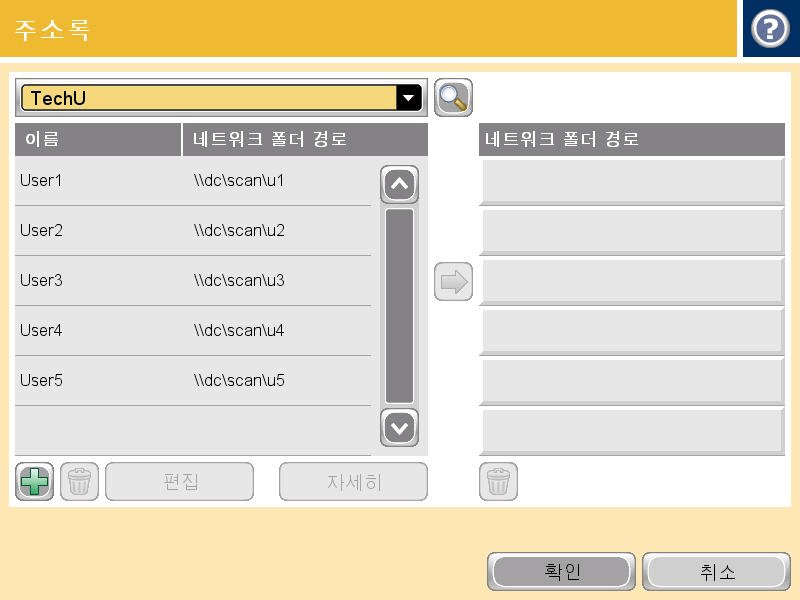 주소록
TechU
이름 네트워크 폴더 경로 네트워크 폴더 경로
User1 \\dc\scan\u1
User2 \\dc\scan\u2
User3 \\dc\scan\u3
User4 \\dc\scan\u4
User5 \\dc\scan\u5
편집 자세히
확인 취소